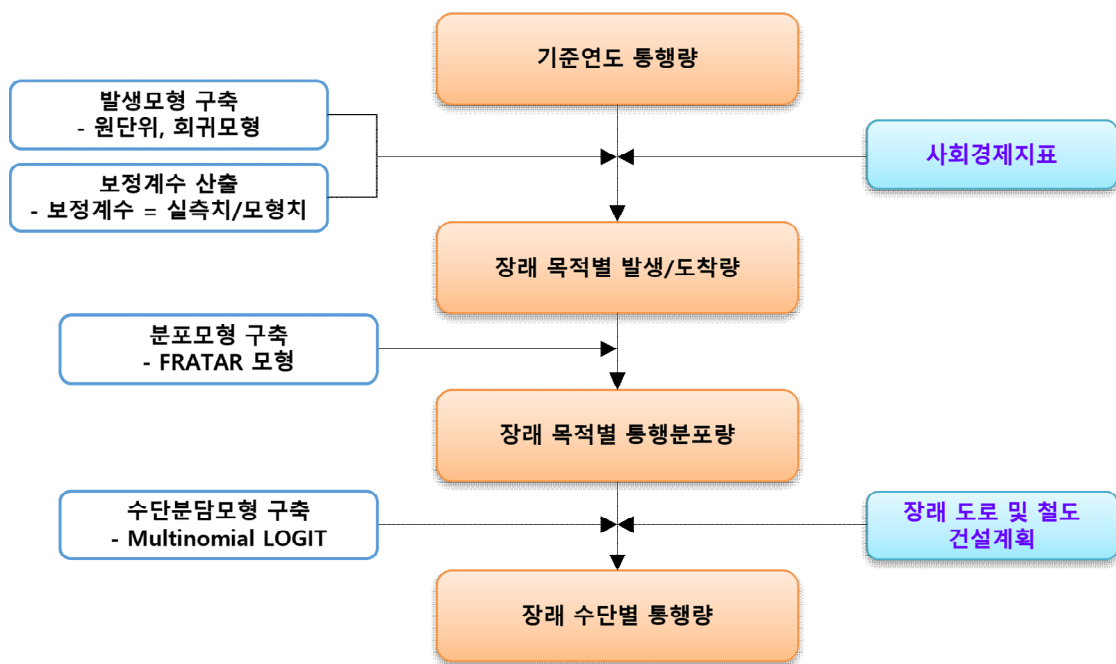 기준연도 통행량
발생모형 구축
- 원단위, 회귀모형
사회경제지표
보정계수 산출
- 보정계수 = 실측치/모형치
장래 목적별 발생/도착량
분포모형 구축
- FRATAR 모형
장래 목적별 통행분포량
수단분담모형 구축
- Multinomial LOGIT
장래 도로 및 철도
건설계획
장래 수단별 통행량